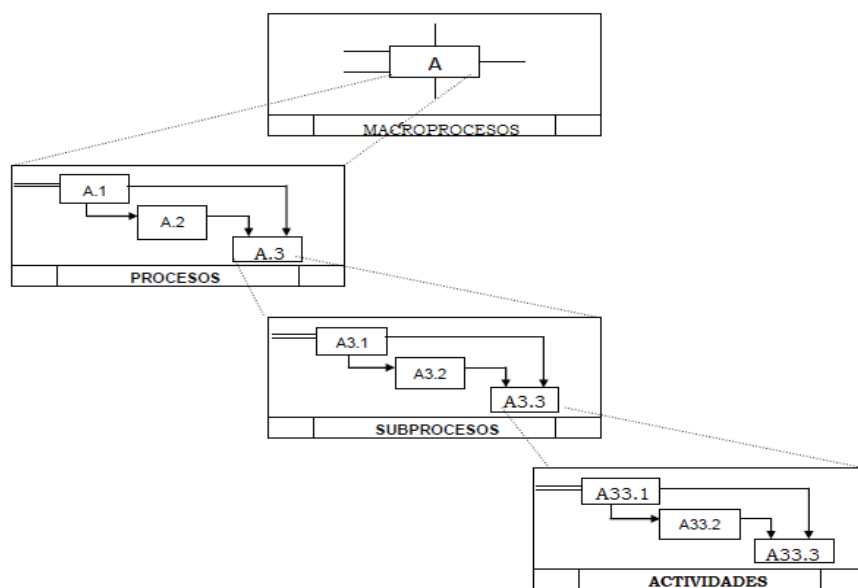 A
MACROPROCESOS
A.1
A.2
A.3
PROCESOS
A3.1
A3.2
A3.3
SUBPROCESOS
A33.1
A33.2
A33.3
ACTIVIDADES